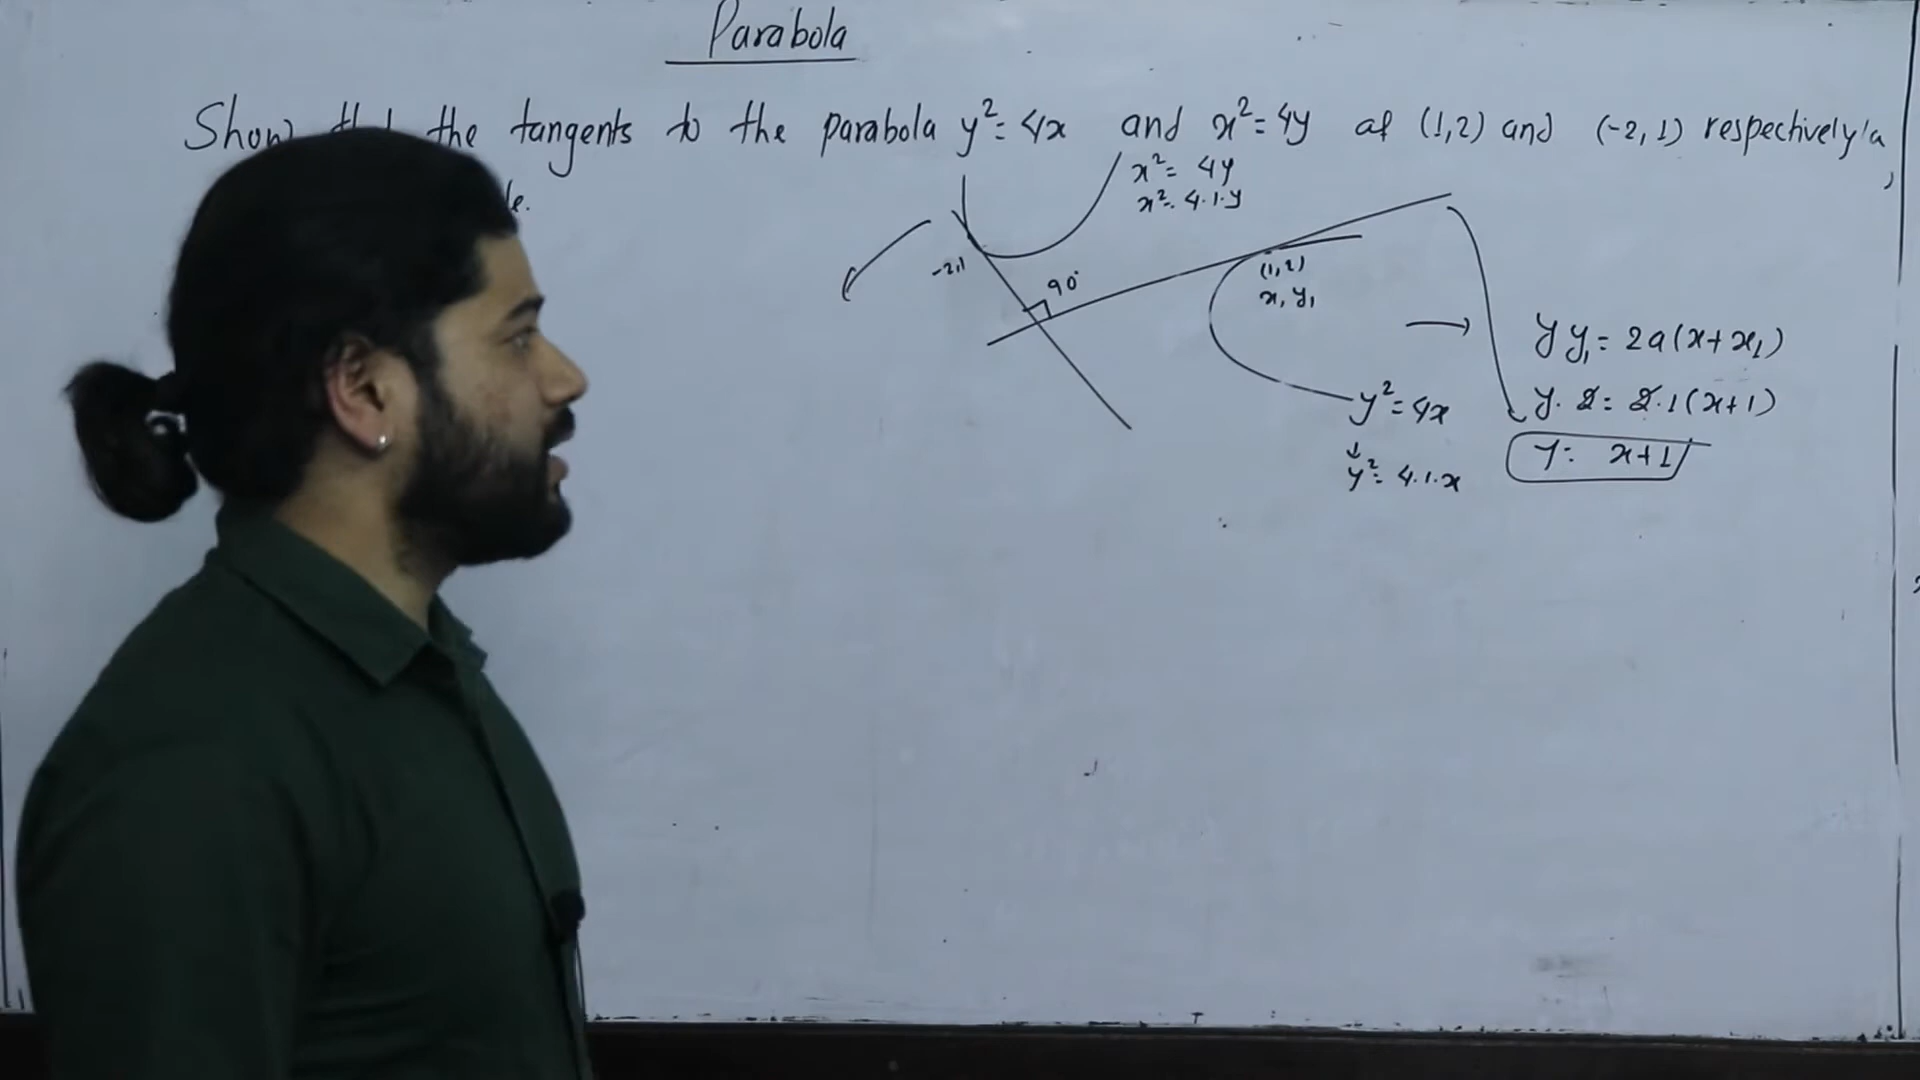 Parabola
Show the tangents to the parabola y²= 4x and x²= 4y at (1,2) and (-2,1) respectively
x²= 4y
x²= 4.1.y
-2,1
90°
(1,2)
x, y₁
y²= 4x
y²= 4.1.x
yy₁= 2a(x+x₁)
y.2= 2.1(x+1)
y= x+1